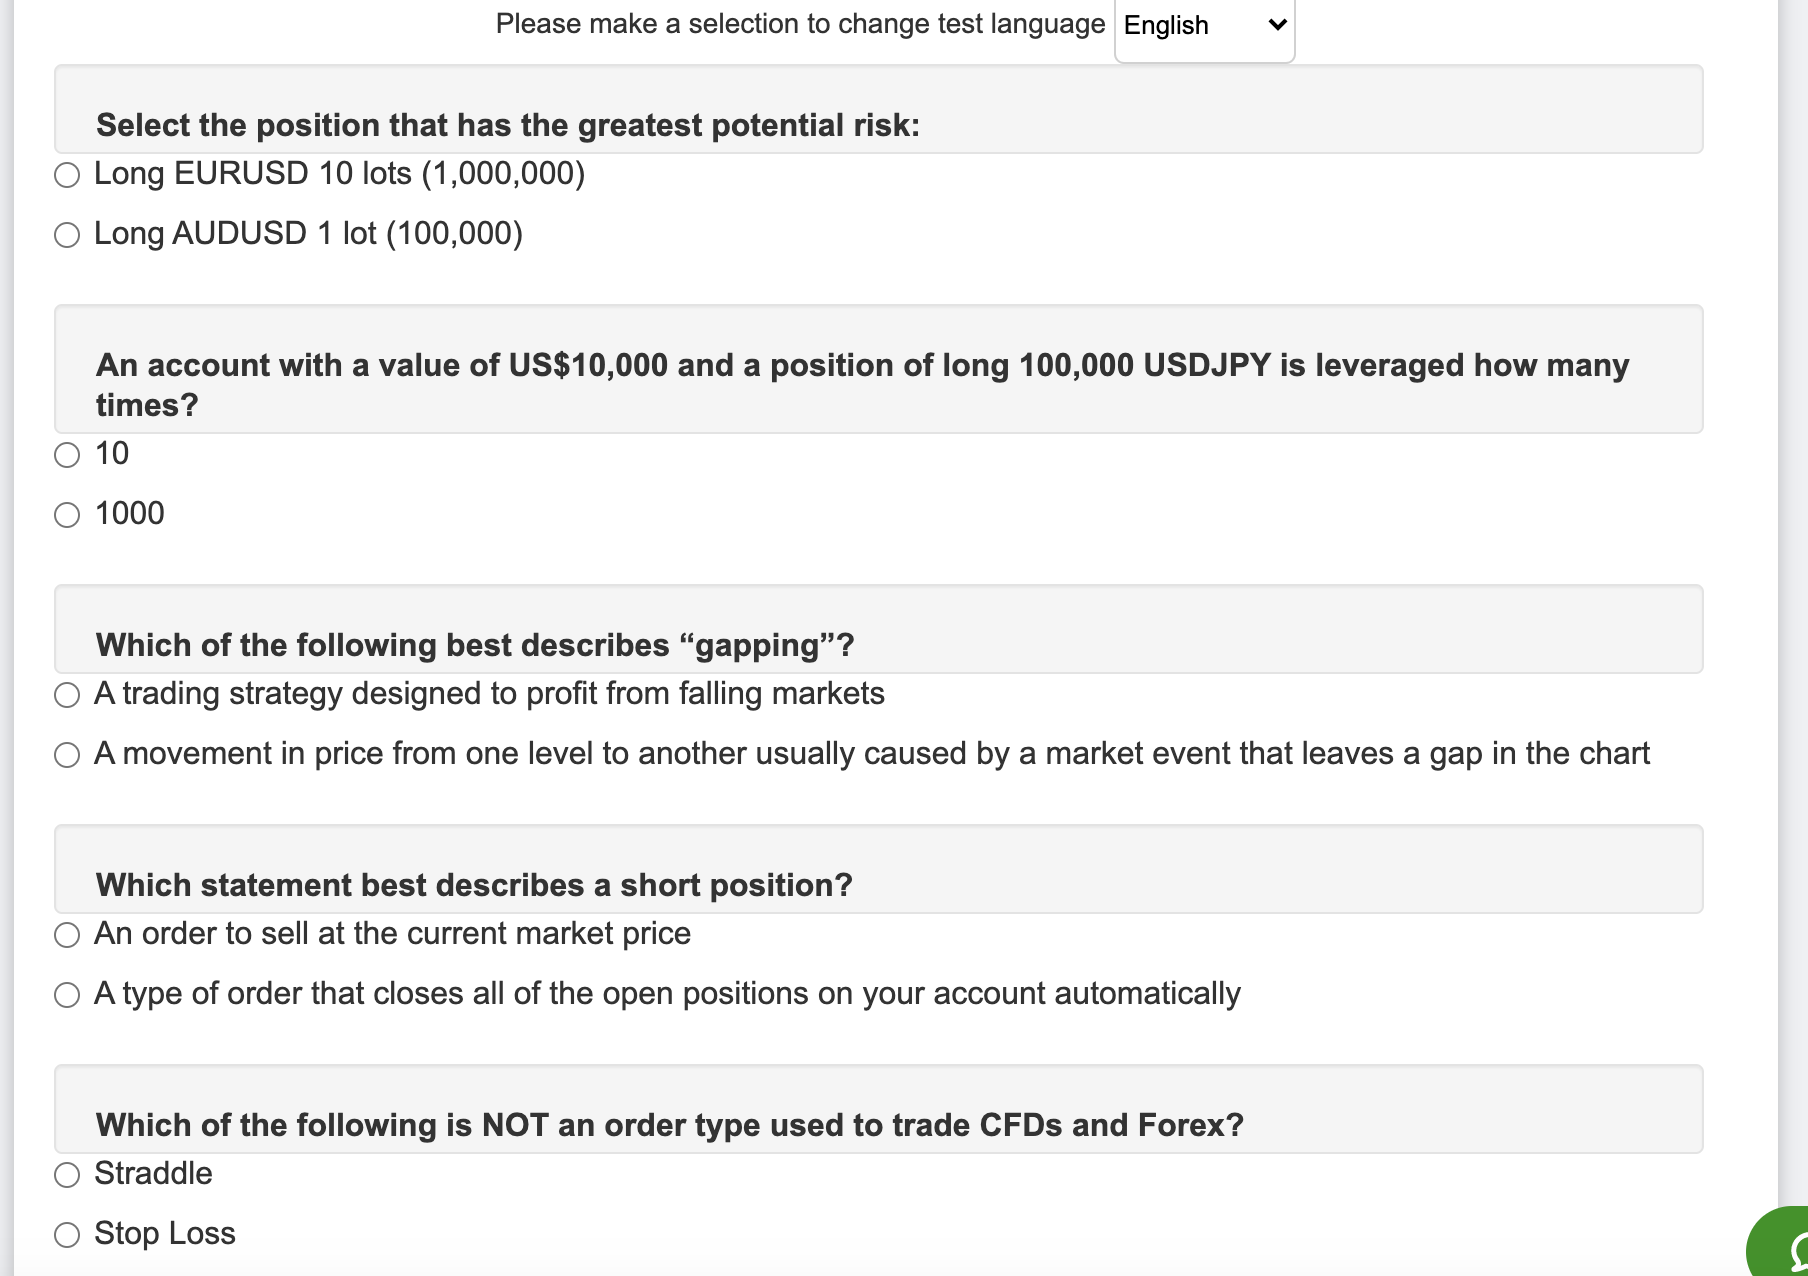 Please make a selection to change test language English
Select the position that has the greatest potential risk:
Long EURUSD 10 lots (1,000,000)
Long AUDUSD 1 lot (100,000)
An account with a value of US$10,000 and a position of long 100,000 USDJPY is leveraged how many
times?
10
1000
Which of the following best describes “gapping”?
A trading strategy designed to profit from falling markets
A movement in price from one level to another usually caused by a market event that leaves a gap in the chart
Which statement best describes a short position?
An order to sell at the current market price
A type of order that closes all of the open positions on your account automatically
Which of the following is NOT an order type used to trade CFDs and Forex?
Straddle
Stop Loss